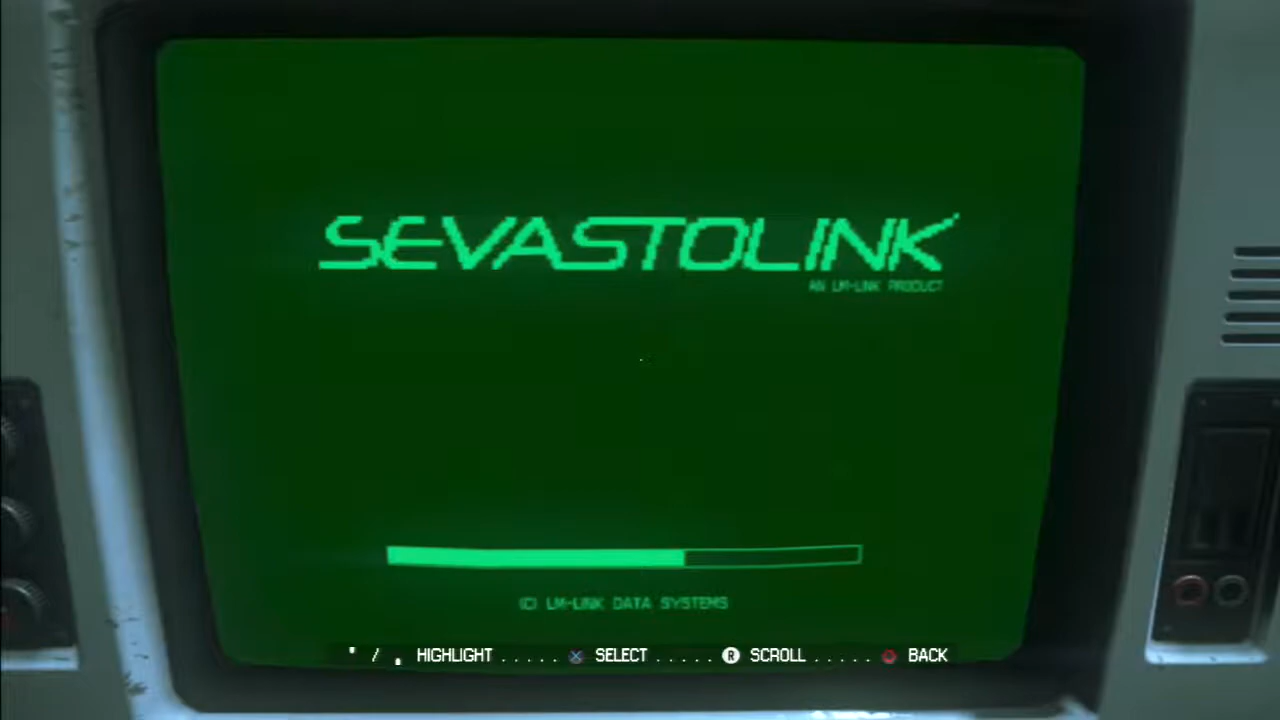 SEVASTOLINK
AN LM-LINK PRODUCT
(C) LM-LINK DATA SYSTEMS
' / , HIGHLIGHT ..... X SELECT ..... R SCROLL ...... BACK